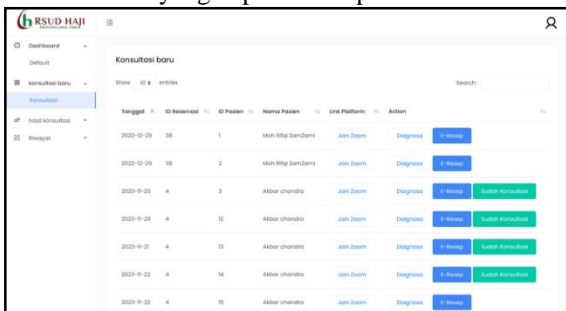 RSUD HAJI
Dashboard
Default
konsultasi baru
Konsultasi
hasil konsultasi
Riwayat
Konsultasi baru
Show 10 entries
Search:
Tanggal ID Reservasi ID Pasien Nama Pasien Link Platform Action
2022-12-29 38 1 Moh Rifqi ZamZami Join Zoom Diagnosa E-Resep
2022-12-29 38 2 Moh Rifqi ZamZami Join Zoom Diagnosa E-Resep
2023-11-20 4 3 Akbar chandra Join Zoom Diagnosa E-Resep Sudah Konsultasi
2023-11-20 4 12 Akbar chandra Join Zoom Diagnosa E-Resep Sudah Konsultasi
2023-11-21 4 13 Akbar chandra Join Zoom Diagnosa E-Resep Sudah Konsultasi
2023-11-22 4 14 Akbar chandra Join Zoom Diagnosa E-Resep Sudah Konsultasi
2023-11-22 4 15 Akbar chandra Join Zoom Diagnosa E-Resep